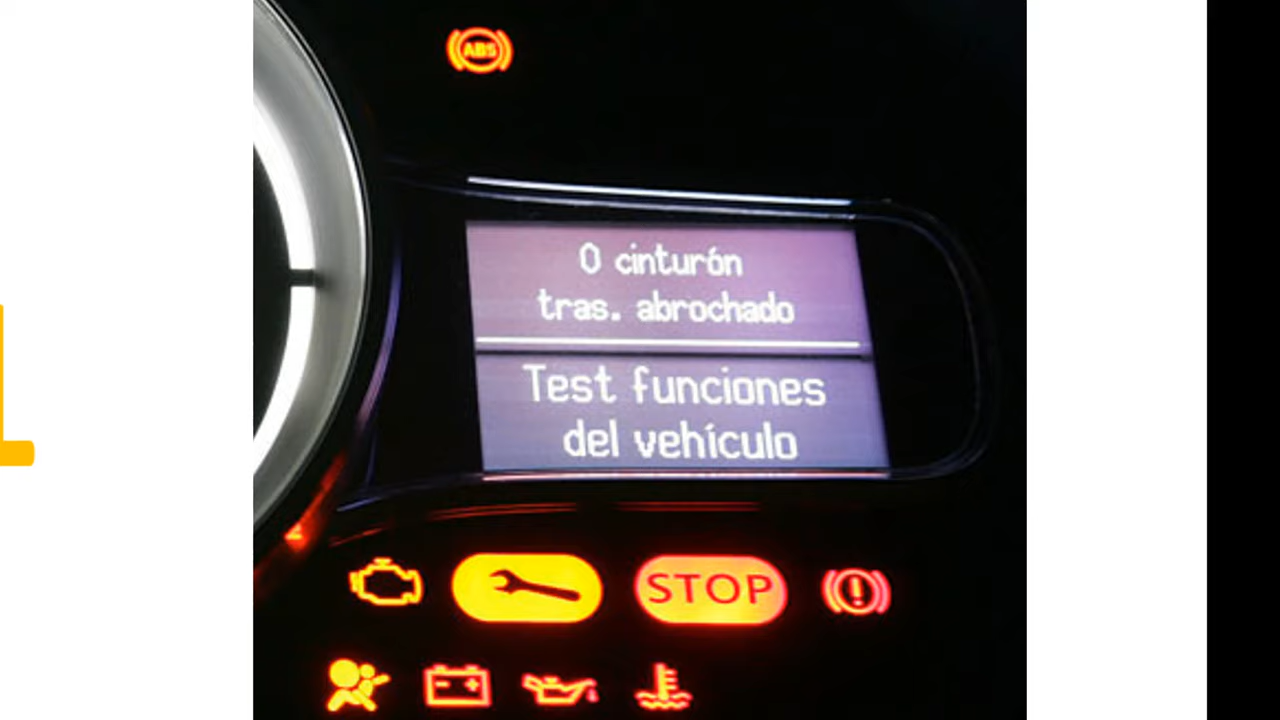 ABS
0 cinturón
tras. abrochado
Test funciones
del vehículo
STOP